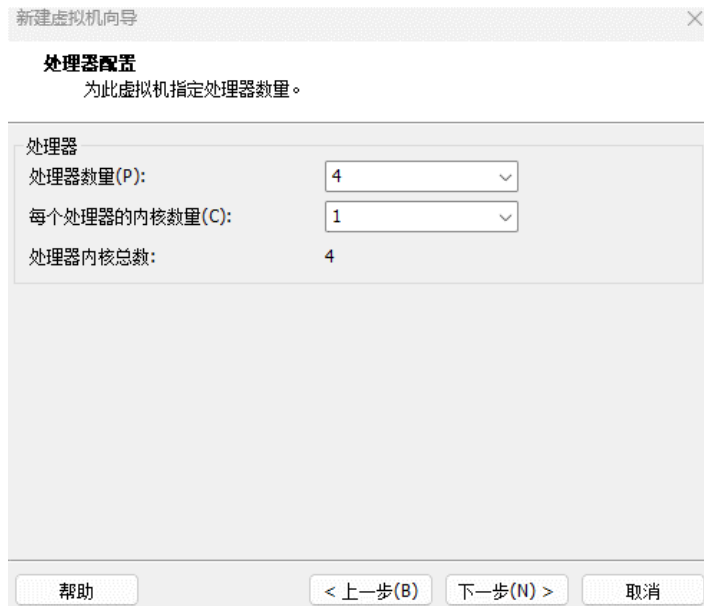 新建虚拟机向导
处理器配置
为此虚拟机指定处理器数量。
处理器
处理器数量(P): 4
每个处理器的内核数量(C): 1
处理器内核总数: 4
帮助 < 上一步(B) 下一步(N) > 取消